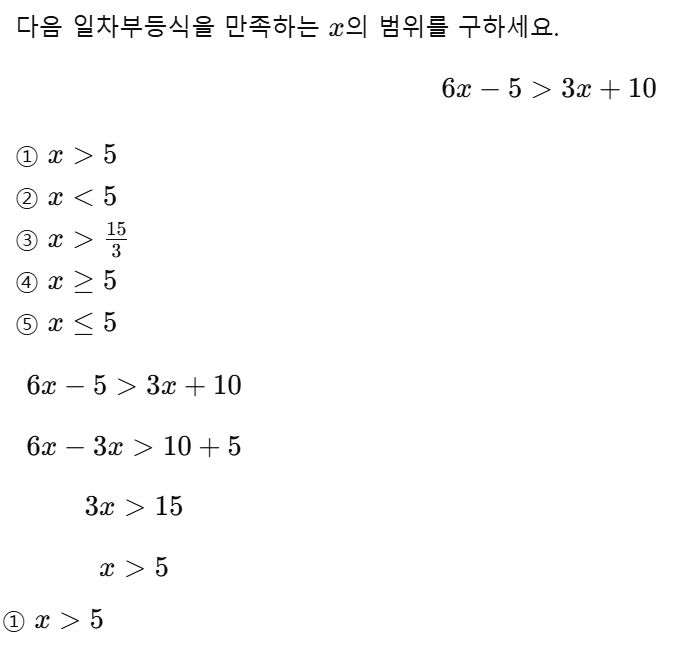 다음 일차부등식을 만족하는 x의 범위를 구하세요.
6x − 5 > 3x + 10
① x > 5
② x < 5
③ x > 15/3
④ x ≥ 5
⑤ x ≤ 5
6x − 5 > 3x + 10
6x − 3x > 10 + 5
3x > 15
x > 5
① x > 5